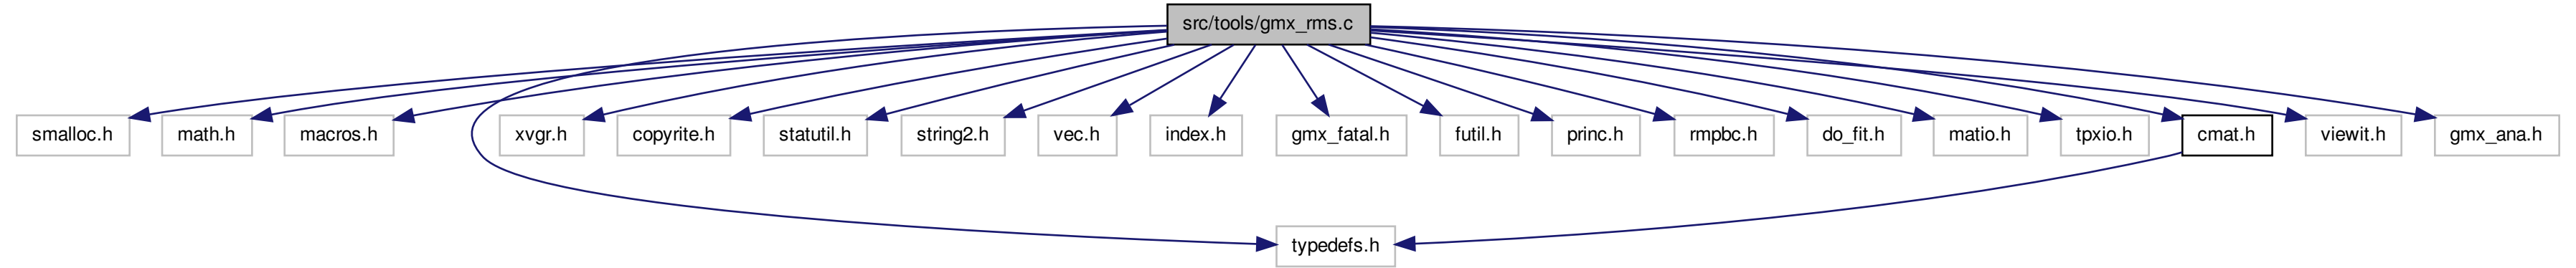 src/tools/gmx_rms.c
smalloc.h
math.h
macros.h
xvgr.h
copyrite.h
statutil.h
string2.h
vec.h
index.h
gmx_fatal.h
futil.h
princ.h
rmpbc.h
do_fit.h
matio.h
tpxio.h
cmat.h
viewit.h
gmx_ana.h
typedefs.h